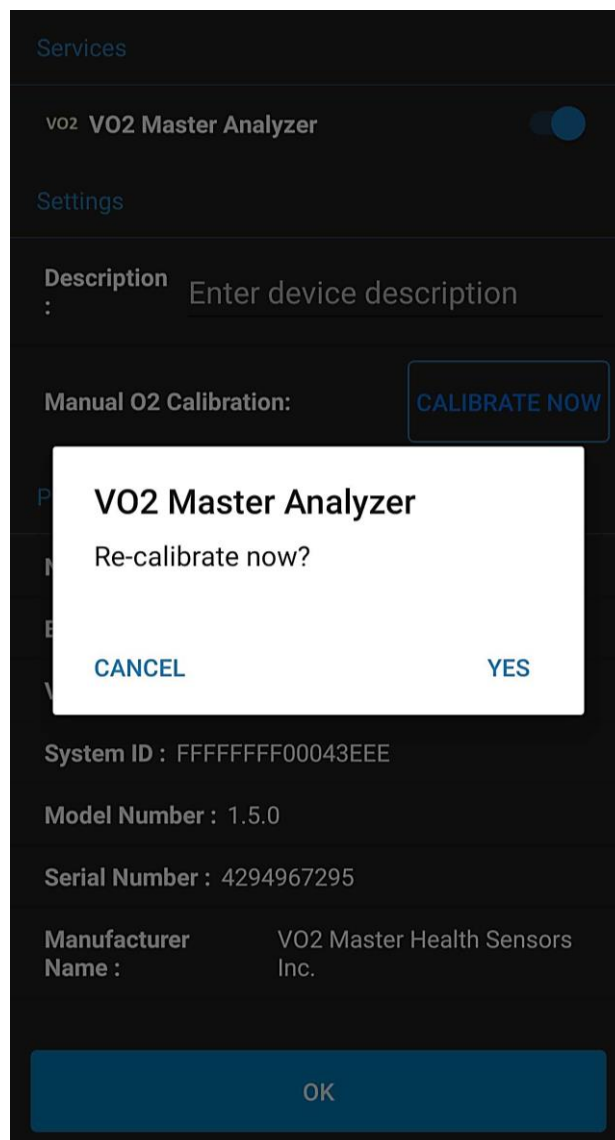 Services
VO2 VO2 Master Analyzer
Settings
Description
:
Enter device description
Manual O2 Calibration:
CALIBRATE NOW
VO2 Master Analyzer
Re-calibrate now?
CANCEL
YES
System ID : FFFFFFFF00043EEE
Model Number : 1.5.0
Serial Number : 4294967295
Manufacturer
Name :
VO2 Master Health Sensors
Inc.
OK